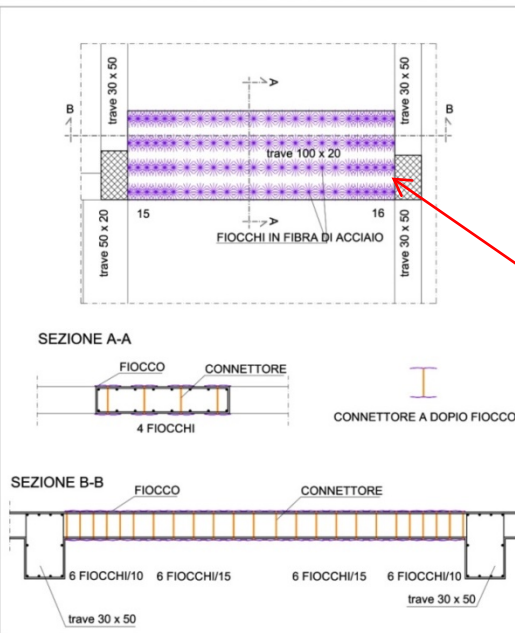 trave 30 x 50
trave 30 x 50
A
B
B
trave 100 x 20
15
16
A
FIOCCHI IN FIBRA DI ACCIAIO
trave 50 x 20
trave 30 x 50
SEZIONE A-A
FIOCCO
CONNETTORE
4 FIOCCHI
CONNETTORE A DOPIO FIOCCO
SEZIONE B-B
FIOCCO
CONNETTORE
6 FIOCCHI/10
6 FIOCCHI/15
6 FIOCCHI/15
6 FIOCCHI/10
trave 30 x 50
trave 30 x 50